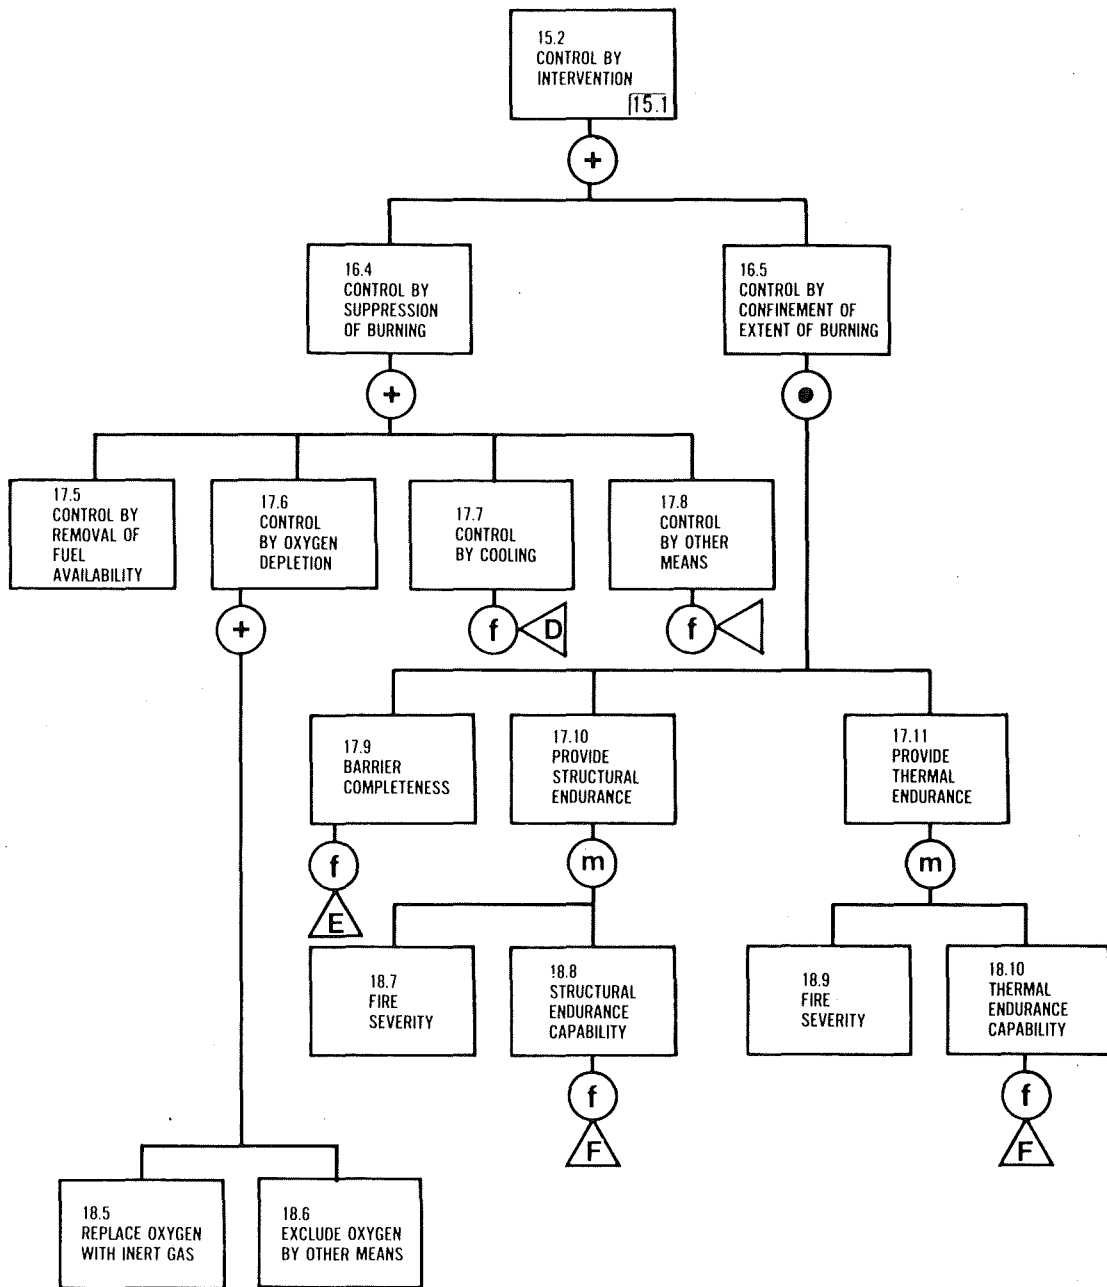 15.2
CONTROL BY
INTERVENTION
15.1
+
16.4
CONTROL BY
SUPPRESSION
OF BURNING
16.5
CONTROL BY
CONFINEMENT OF
EXTENT OF BURNING
+
17.5
CONTROL BY
REMOVAL OF
FUEL
AVAILABILITY
17.6
CONTROL
BY OXYGEN
DEPLETION
17.7
CONTROL
BY COOLING
17.8
CONTROL
BY OTHER
MEANS
+
f
D
f
17.9
BARRIER
COMPLETENESS
17.10
PROVIDE
STRUCTURAL
ENDURANCE
17.11
PROVIDE
THERMAL
ENDURANCE
f
E
m
m
18.7
FIRE
SEVERITY
18.8
STRUCTURAL
ENDURANCE
CAPABILITY
18.9
FIRE
SEVERITY
18.10
THERMAL
ENDURANCE
CAPABILITY
f
F
f
F
18.5
REPLACE OXYGEN
WITH INERT GAS
18.6
EXCLUDE OXYGEN
BY OTHER MEANS